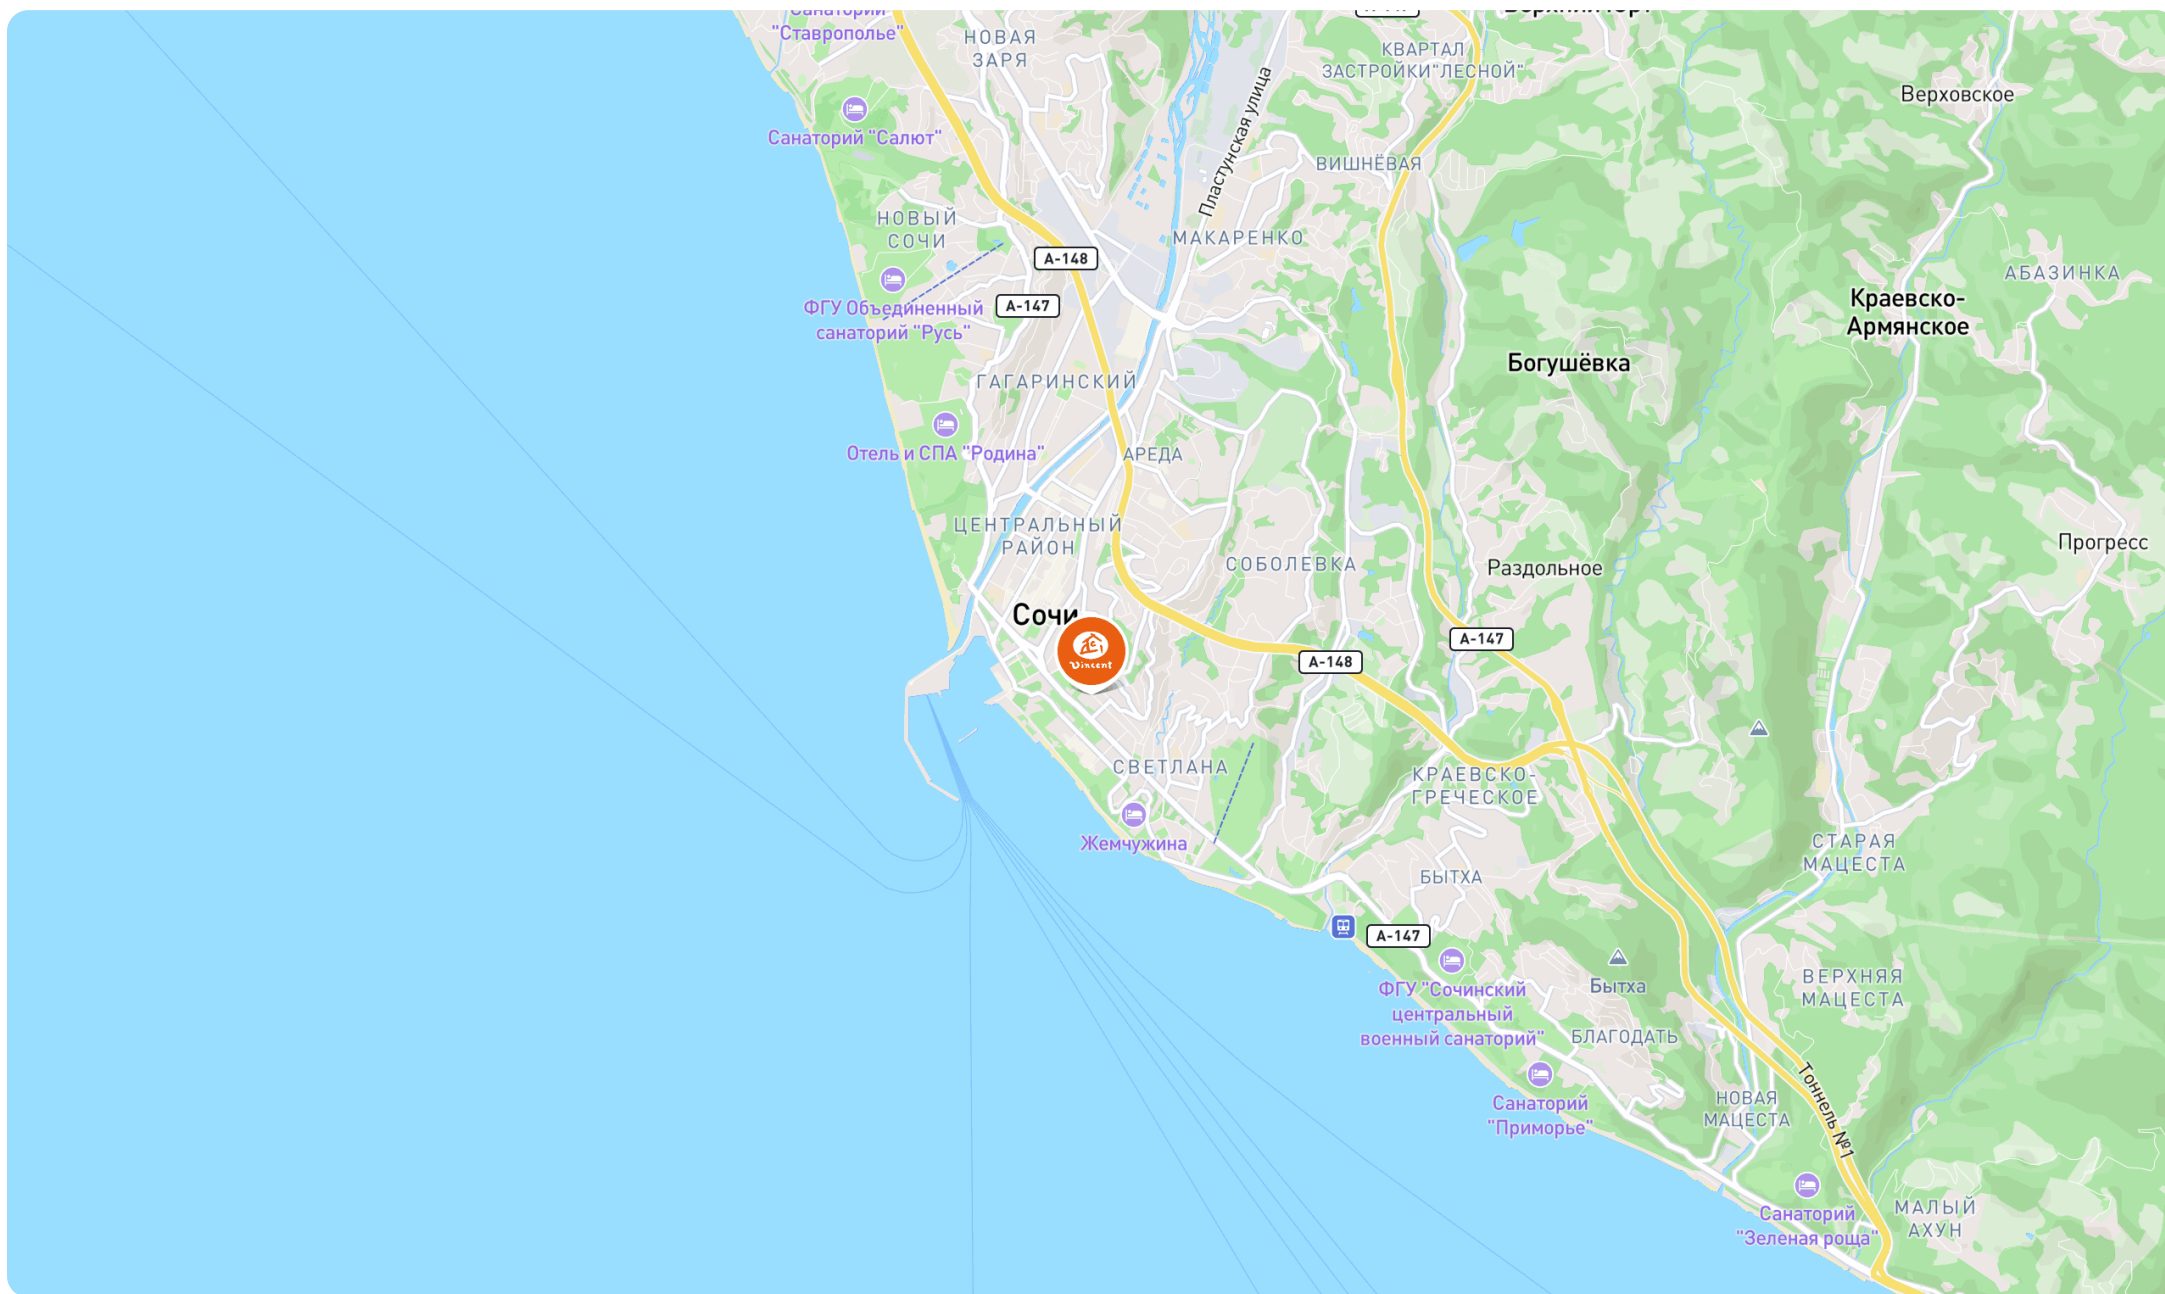 Санаторий
"Ставрополье"
НОВАЯ
ЗАРЯ
КВАРТАЛ
ЗАСТРОЙКИ"ЛЕСНОЙ"
Верховское
Санаторий "Салют"
Пластунская улица
ВИШНЁВАЯ
НОВЫЙ
СОЧИ
МАКАРЕНКО
А-148
АБАЗИНКА
ФГУ Объединенный
санаторий "Русь"
А-147
Краевско-
Армянское
Богушёвка
ГАГАРИНСКИЙ
Отель и СПА "Родина"
АРЕДА
ЦЕНТРАЛЬНЫЙ
РАЙОН
СОБОЛЕВКА
Раздольное
Прогресс
Сочи
Vincent
А-148
А-147
СВЕТЛАНА
КРАЕВСКО-
ГРЕЧЕСКОЕ
Жемчужина
СТАРАЯ
МАЦЕСТА
БЫТХА
А-147
ФГУ "Сочинский
центральный
военный санаторий"
Бытха
ВЕРХНЯЯ
МАЦЕСТА
БЛАГОДАТЬ
Санаторий
"Приморье"
НОВАЯ
МАЦЕСТА
Тоннель №1
Санаторий
"Зеленая роща"
МАЛЫЙ
АХУН